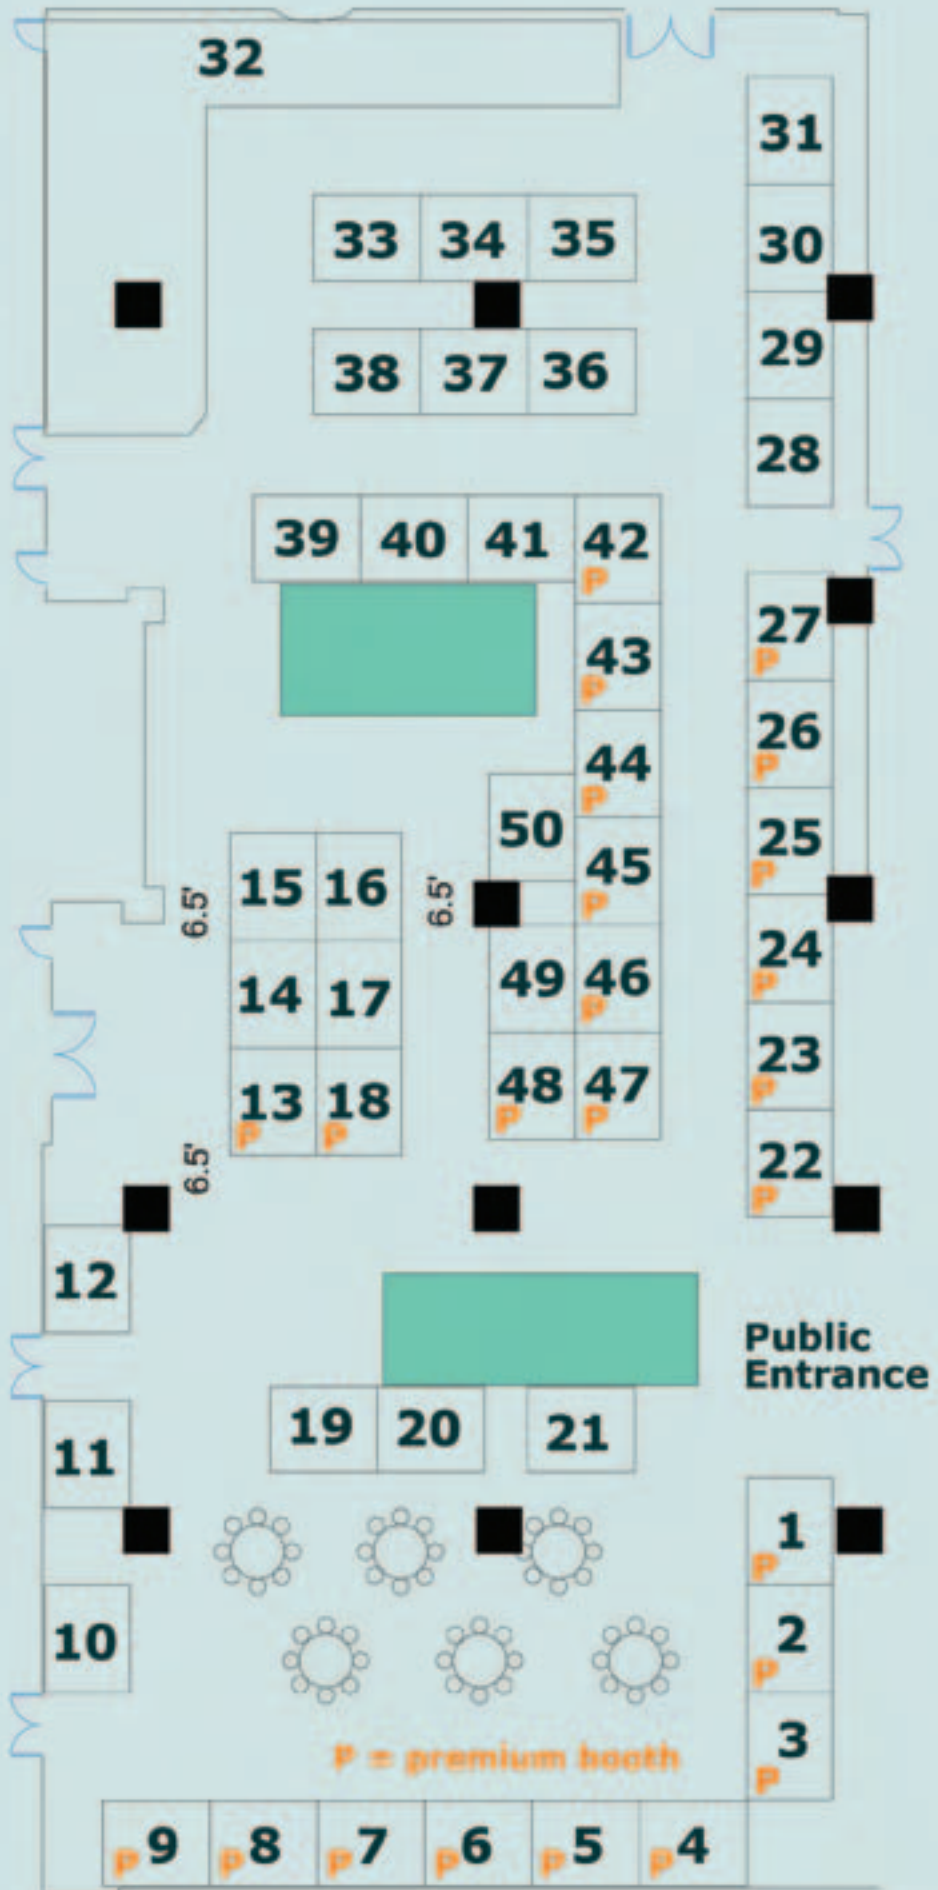 32
31
33 34 35
30
38 37 36
29
28
39 40 41 42
P
27
P
43
P
26
P
44
P
50
25
P
45
P
15 16
6.5'
6.5'
24
P
49 46
P
14 17
23
P
48 47
P P
13 18
P P
22
P
6.5'
12
Public
Entrance
19 20 21
11
1
P
10
2
P
3
P
P = premium booth
P9 P8 P7 P6 P5 P4